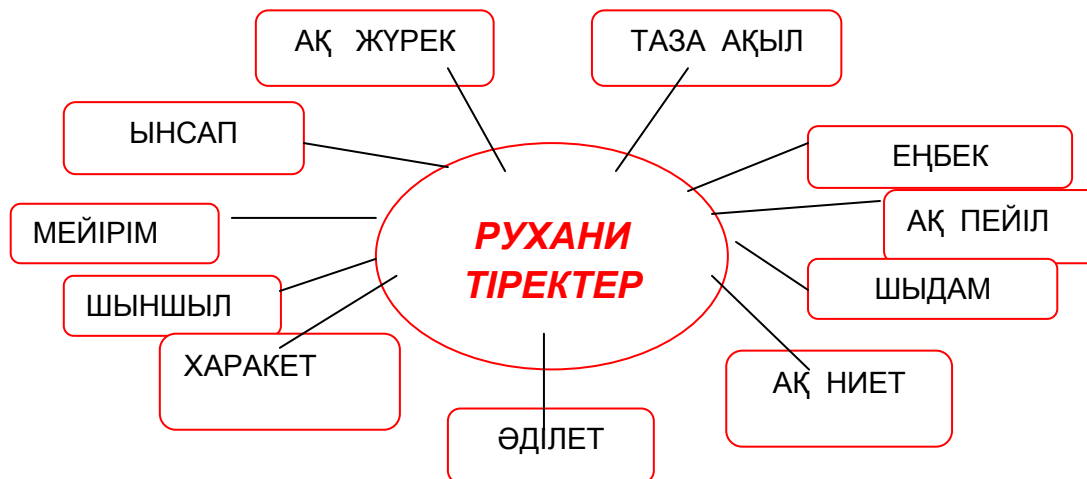 АҚ ЖҮРЕК
ТАЗА АҚЫЛ
ЫНСАП
ЕҢБЕК
МЕЙІРІМ
АҚ ПЕЙІЛ
РУХАНИ
ТІРЕКТЕР
ШЫНШЫЛ
ШЫДАМ
ХАРАКЕТ
АҚ НИЕТ
ӘДІЛЕТ